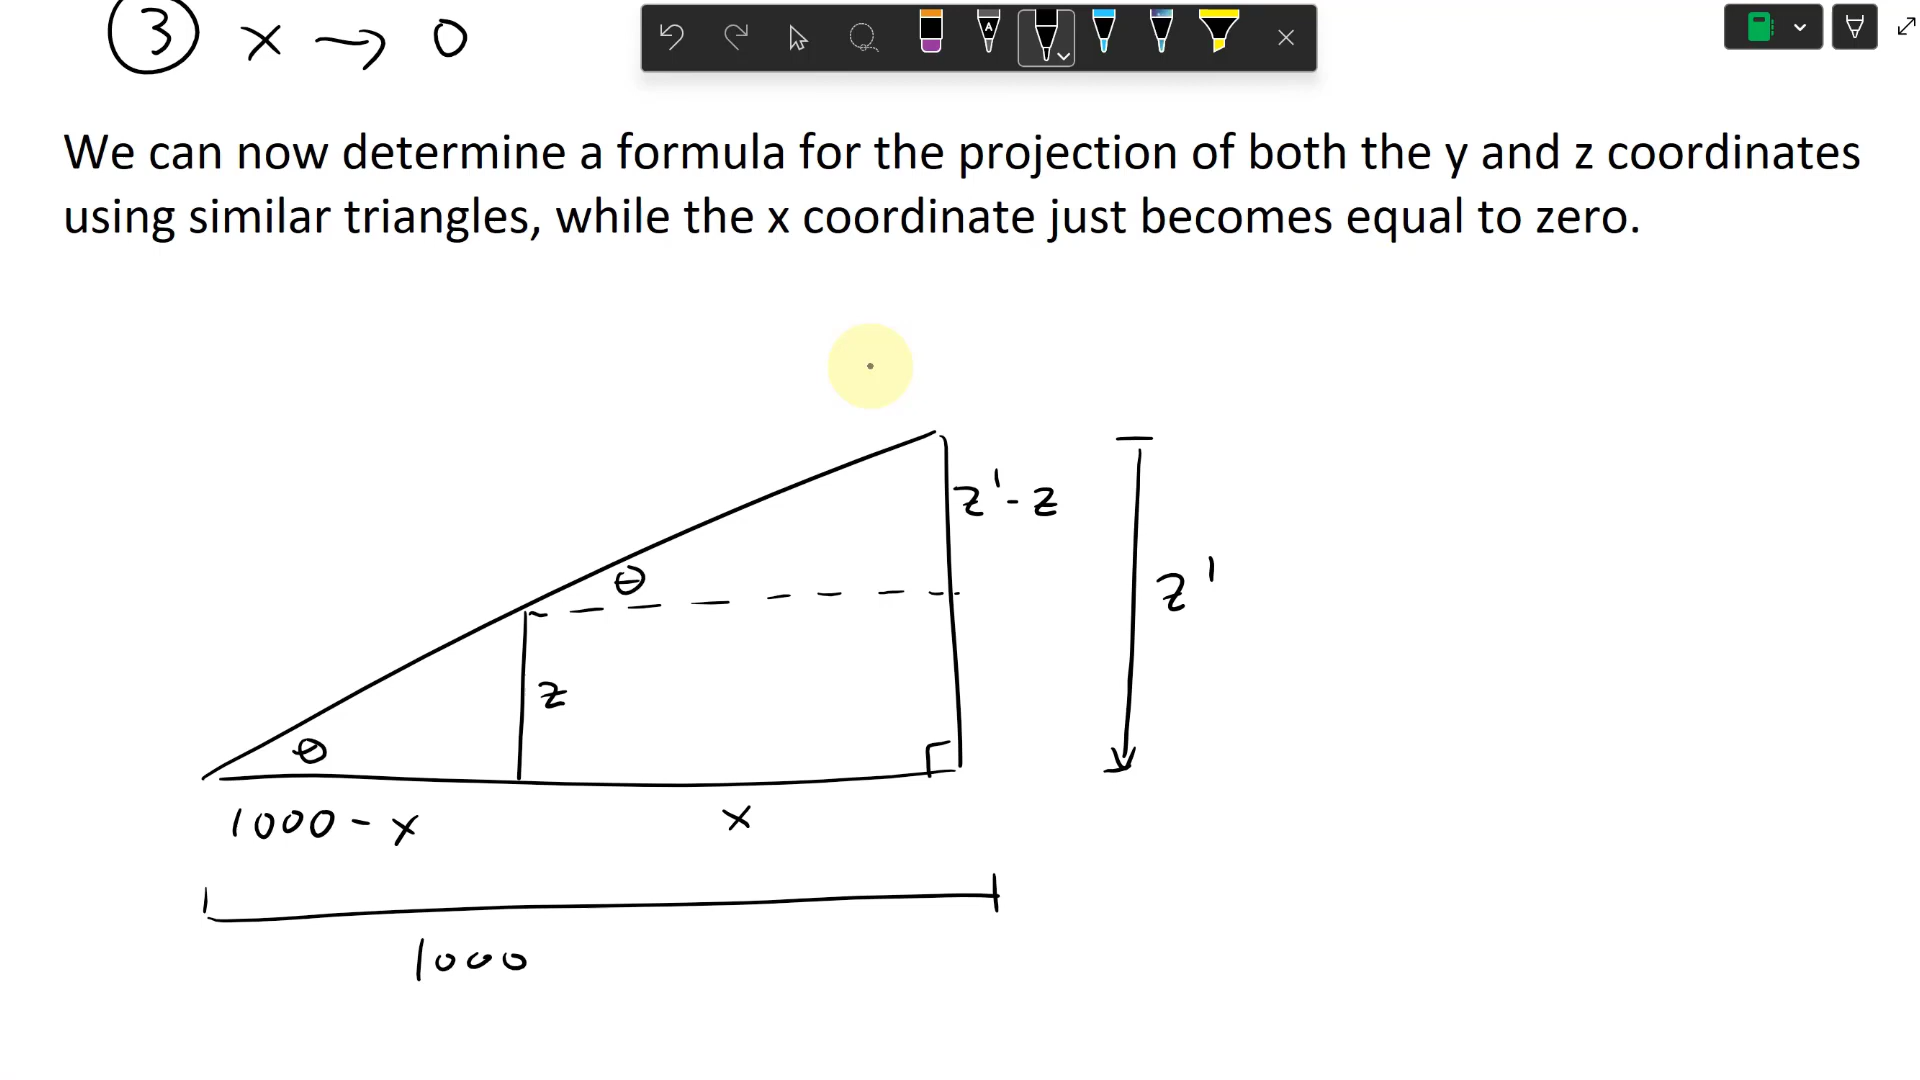 ③ x → 0
We can now determine a formula for the projection of both the y and z coordinates
using similar triangles, while the x coordinate just becomes equal to zero.
z' - z
θ
z'
z
θ
1000 - x
x
1000